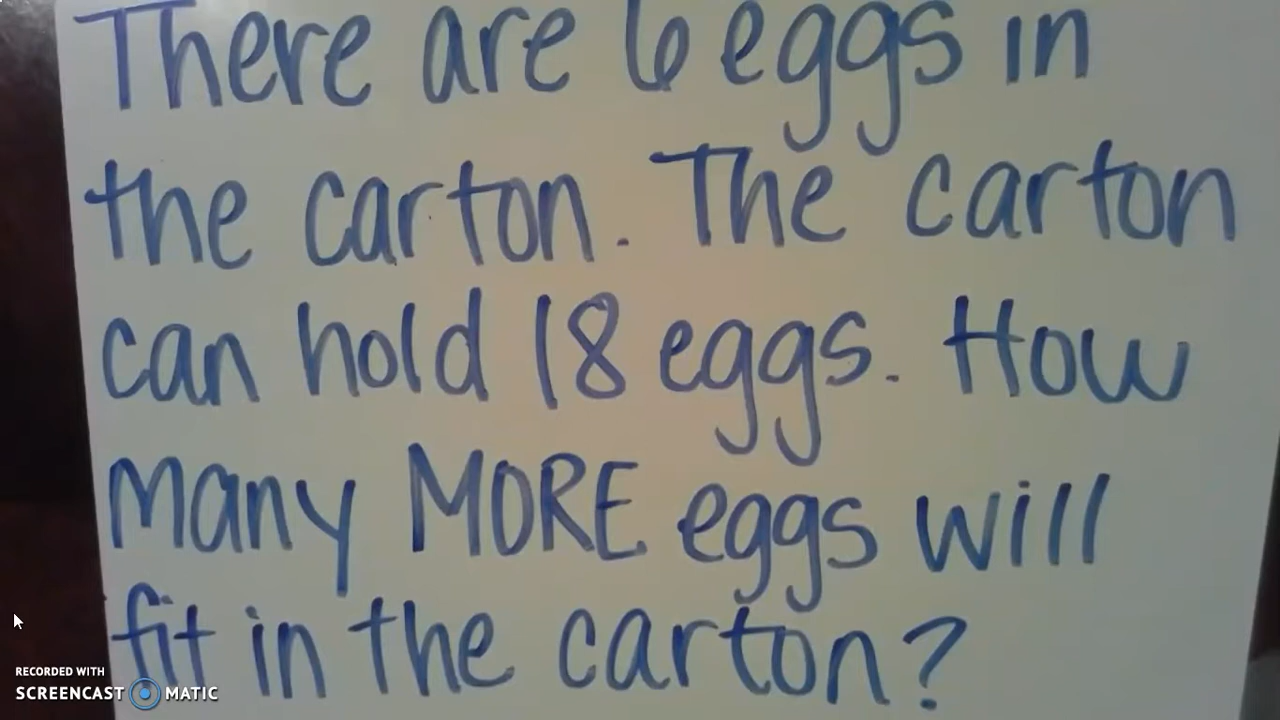 There are 6 eggs in
the carton. The carton
can hold 18 eggs. How
many MORE eggs will
fit in the carton?
RECORDED WITH
SCREENCAST MATIC